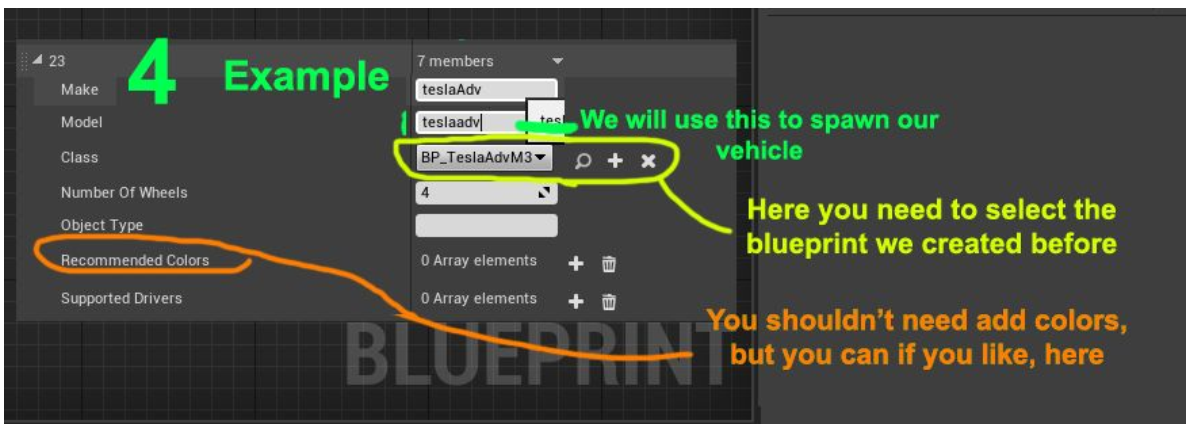 23
7 members
4 Example
Make
teslaAdv
Model
teslaadv
tes
We will use this to spawn our
vehicle
Class
BP_TeslaAdvM3
Number Of Wheels
4
Here you need to select the
blueprint we created before
Object Type
Recommended Colors
0 Array elements
Supported Drivers
0 Array elements
You shouldn't need add colors,
but you can if you like, here
BLUEPRINT